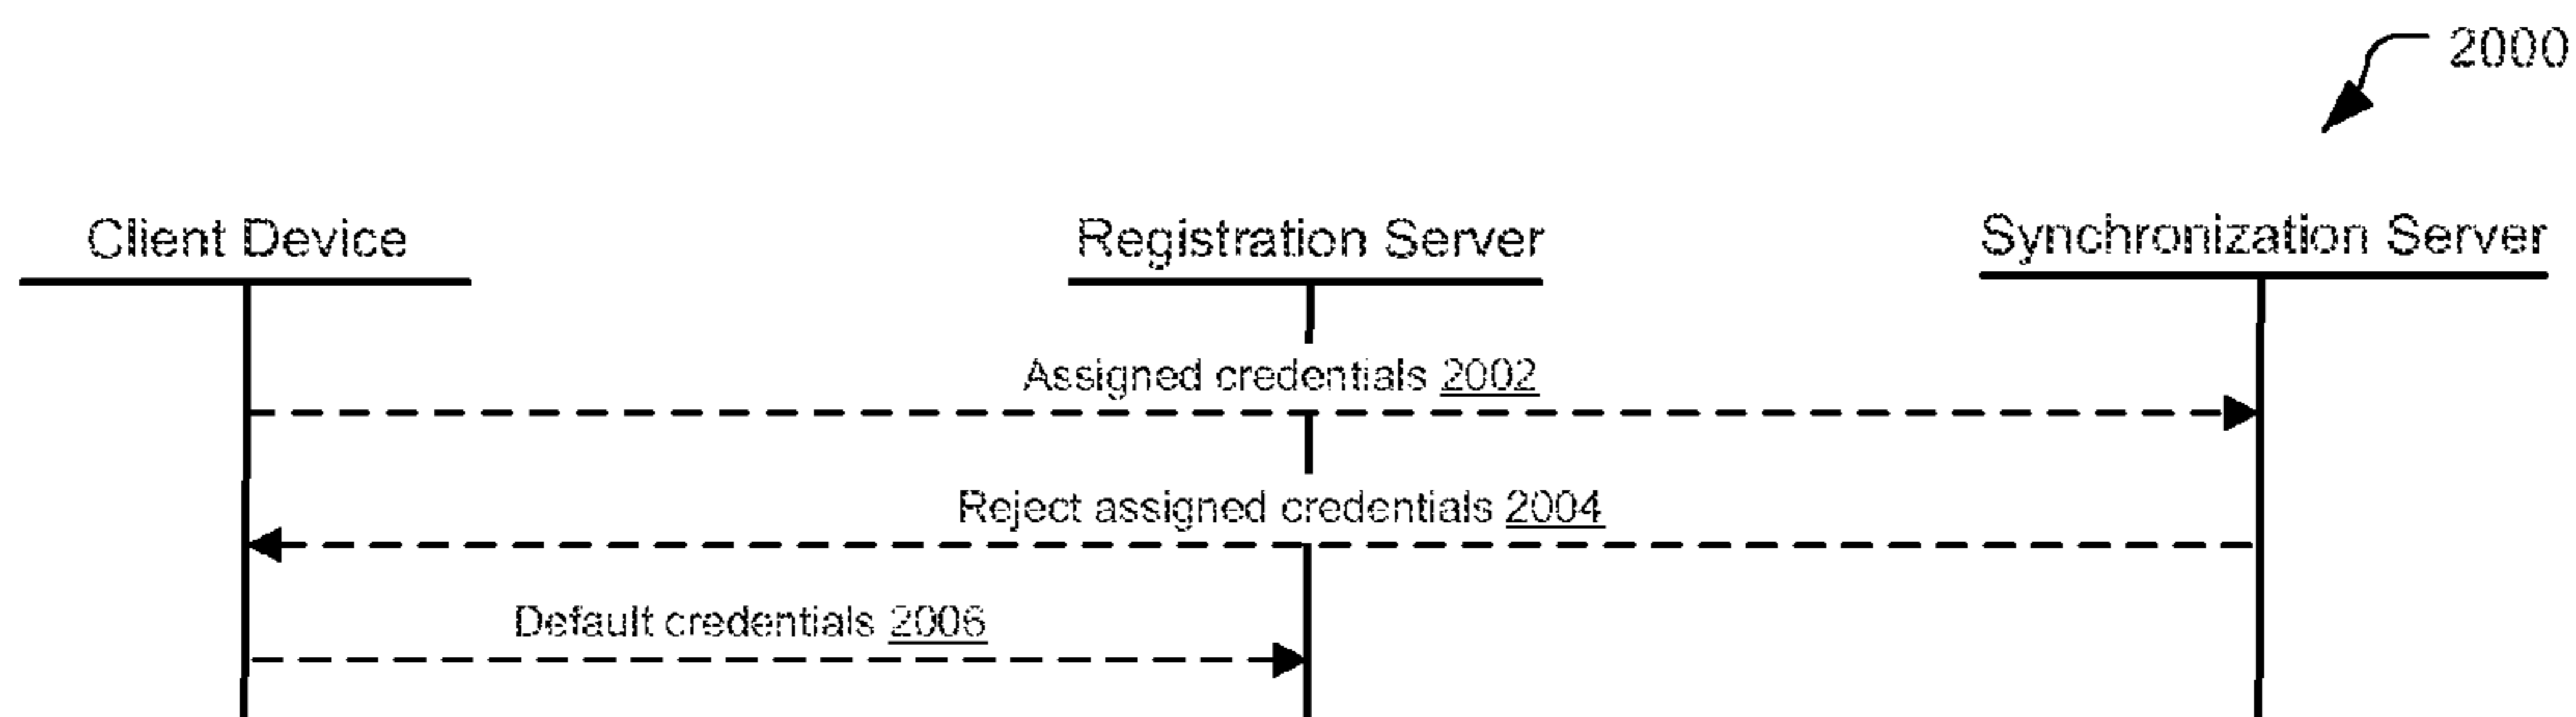 2000
Client Device
Registration Server
Synchronization Server
Assigned credentials 2002
Reject assigned credentials 2004
Default credentials 2006